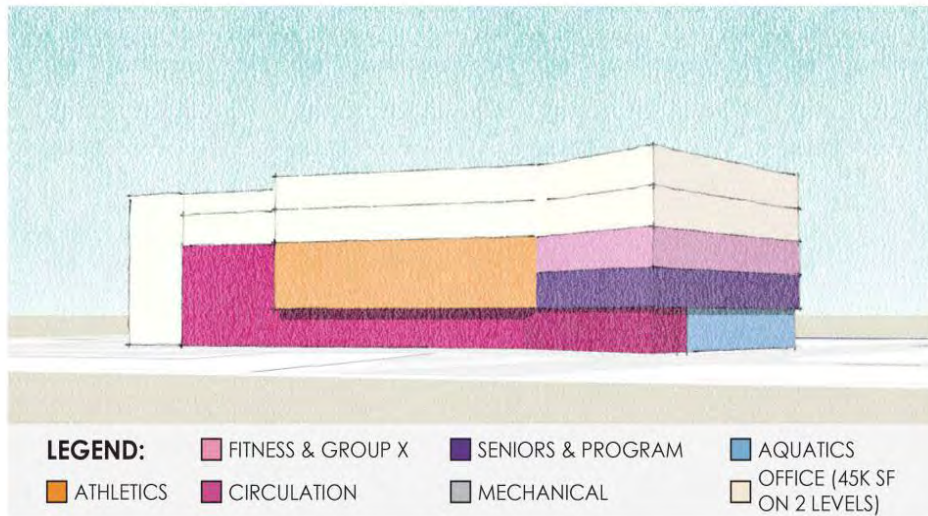 LEGEND:
FITNESS & GROUP X
SENIORS & PROGRAM
AQUATICS
ATHLETICS
CIRCULATION
MECHANICAL
OFFICE (45K SF
ON 2 LEVELS)